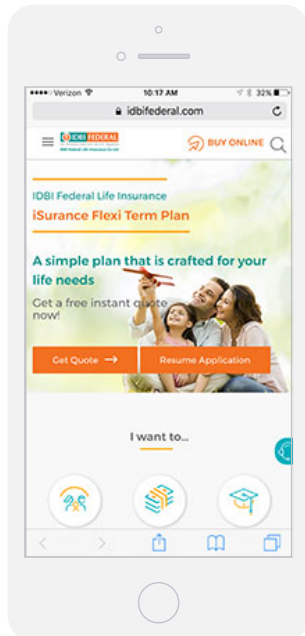 Verizon 10:17 AM 32%
idbifederal.com
IDBI FEDERAL
BUY ONLINE
IDBI Federal Life Insurance
iSurance Flexi Term Plan
A simple plan that is crafted for your
life needs
Get a free instant quote
now!
Get Quote → Resume Application
I want to...